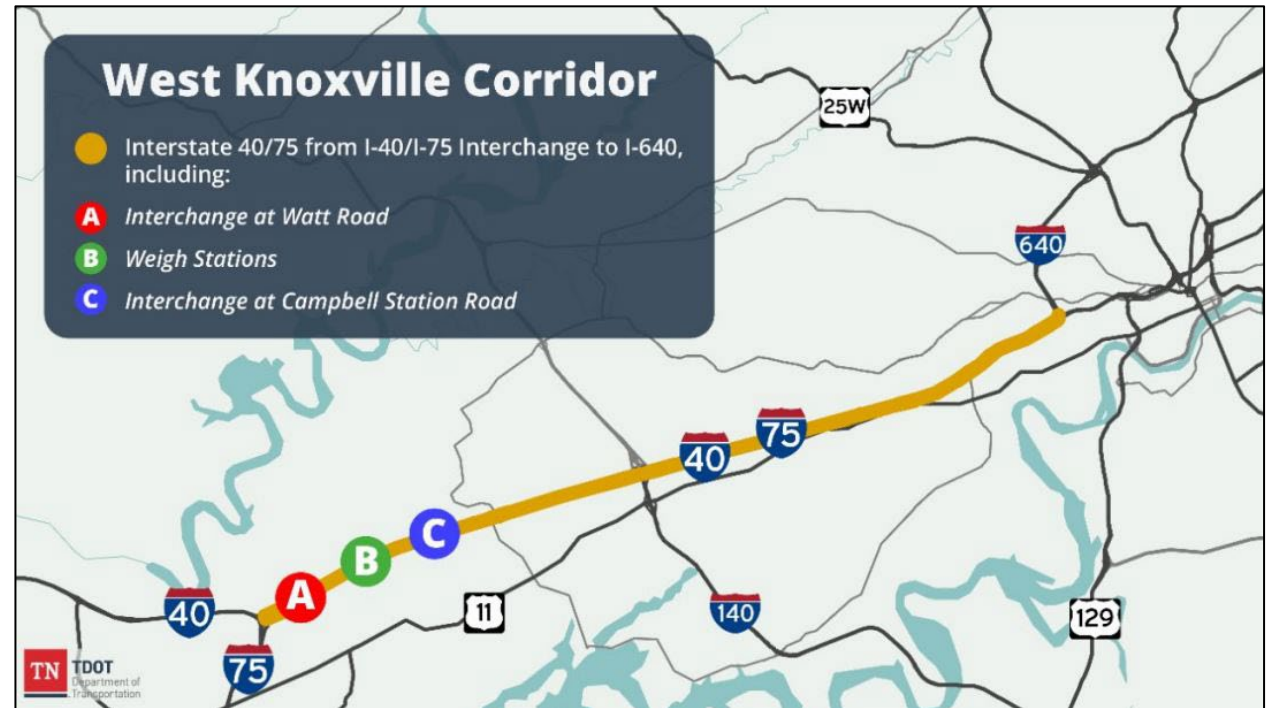 West Knoxville Corridor
Interstate 40/75 from I-40/I-75 Interchange to I-640,
including:
A Interchange at Watt Road
B Weigh Stations
C Interchange at Campbell Station Road
25W
640
75
40
C
B
A
40
11
140
129
75
TN TDOT
Department of
Transportation